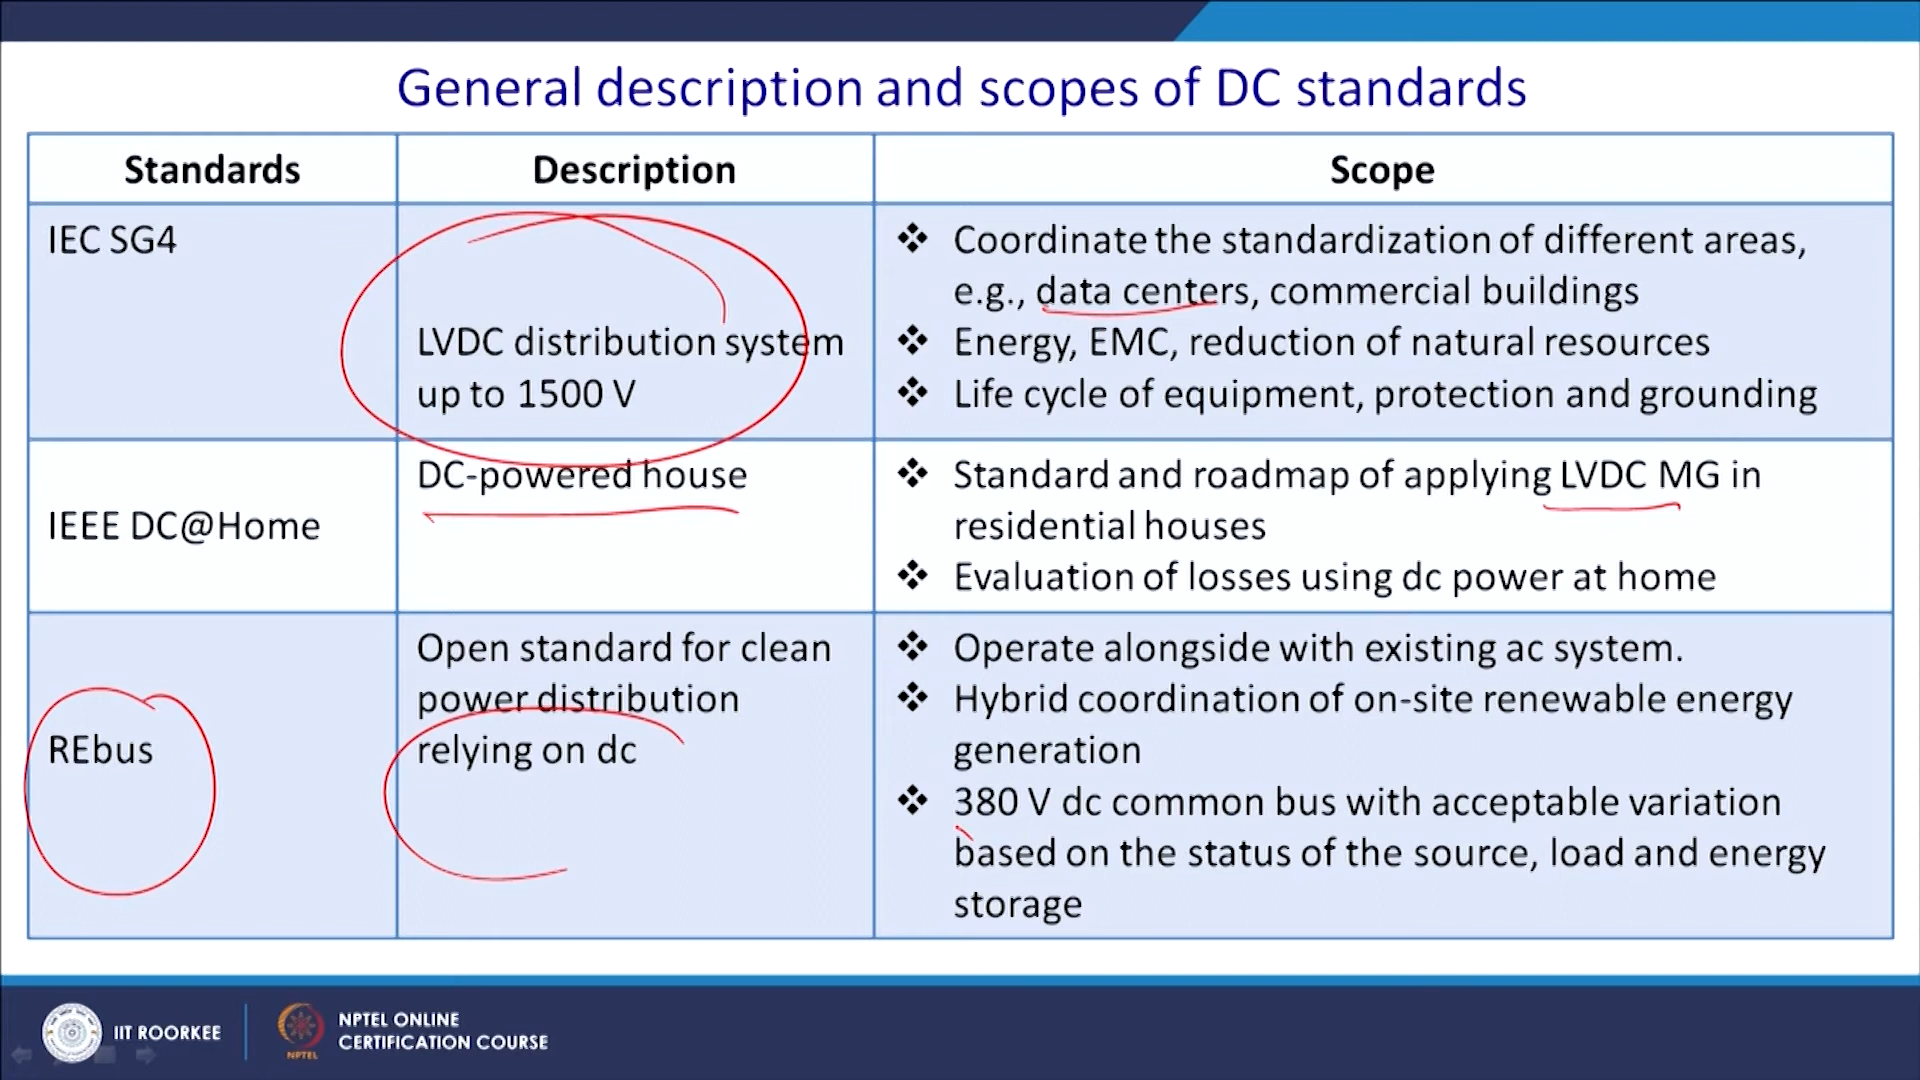 General description and scopes of DC standards
Standards
Description
Scope
IEC SG4
LVDC distribution system
up to 1500 V
❖ Coordinate the standardization of different areas,
e.g., data centers, commercial buildings
❖ Energy, EMC, reduction of natural resources
❖ Life cycle of equipment, protection and grounding
IEEE DC@Home
DC-powered house
❖ Standard and roadmap of applying LVDC MG in
residential houses
❖ Evaluation of losses using dc power at home
REbus
Open standard for clean
power distribution
relying on dc
❖ Operate alongside with existing ac system.
❖ Hybrid coordination of on-site renewable energy
generation
❖ 380 V dc common bus with acceptable variation
based on the status of the source, load and energy
storage
IIT ROORKEE
NPTEL
NPTEL ONLINE
CERTIFICATION COURSE